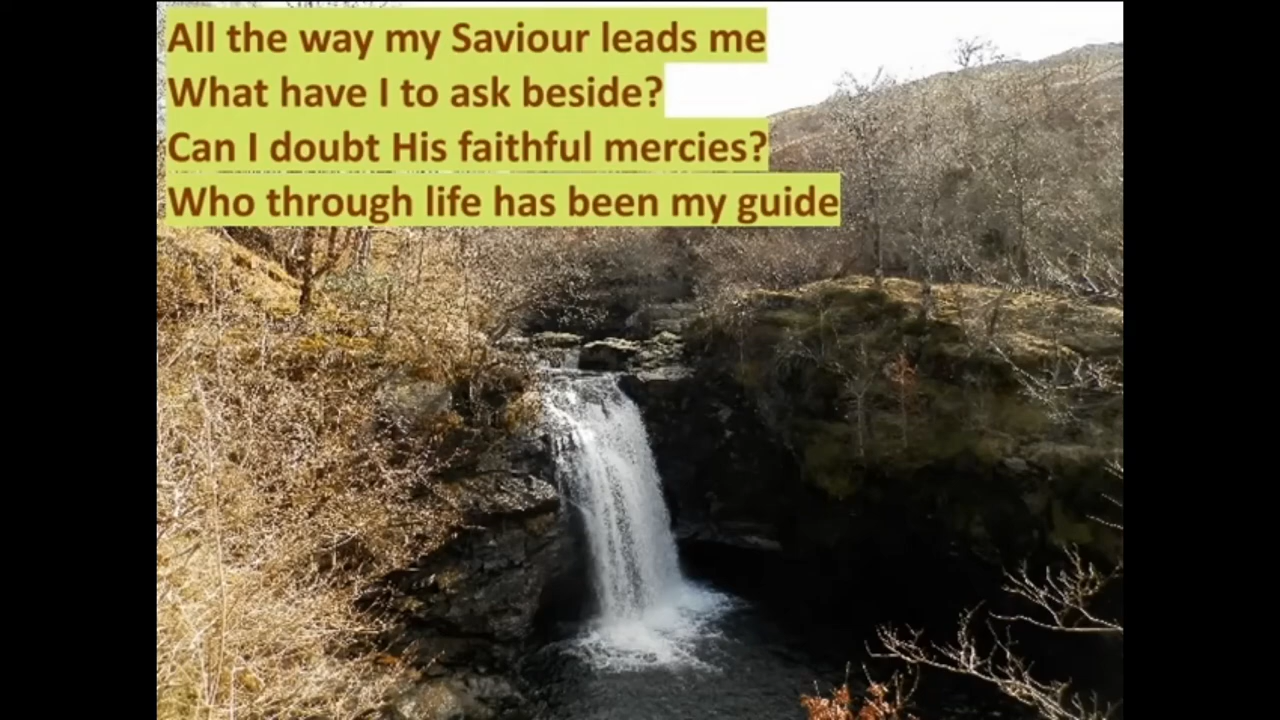 All the way my Saviour leads me
What have I to ask beside?
Can I doubt His faithful mercies?
Who through life has been my guide